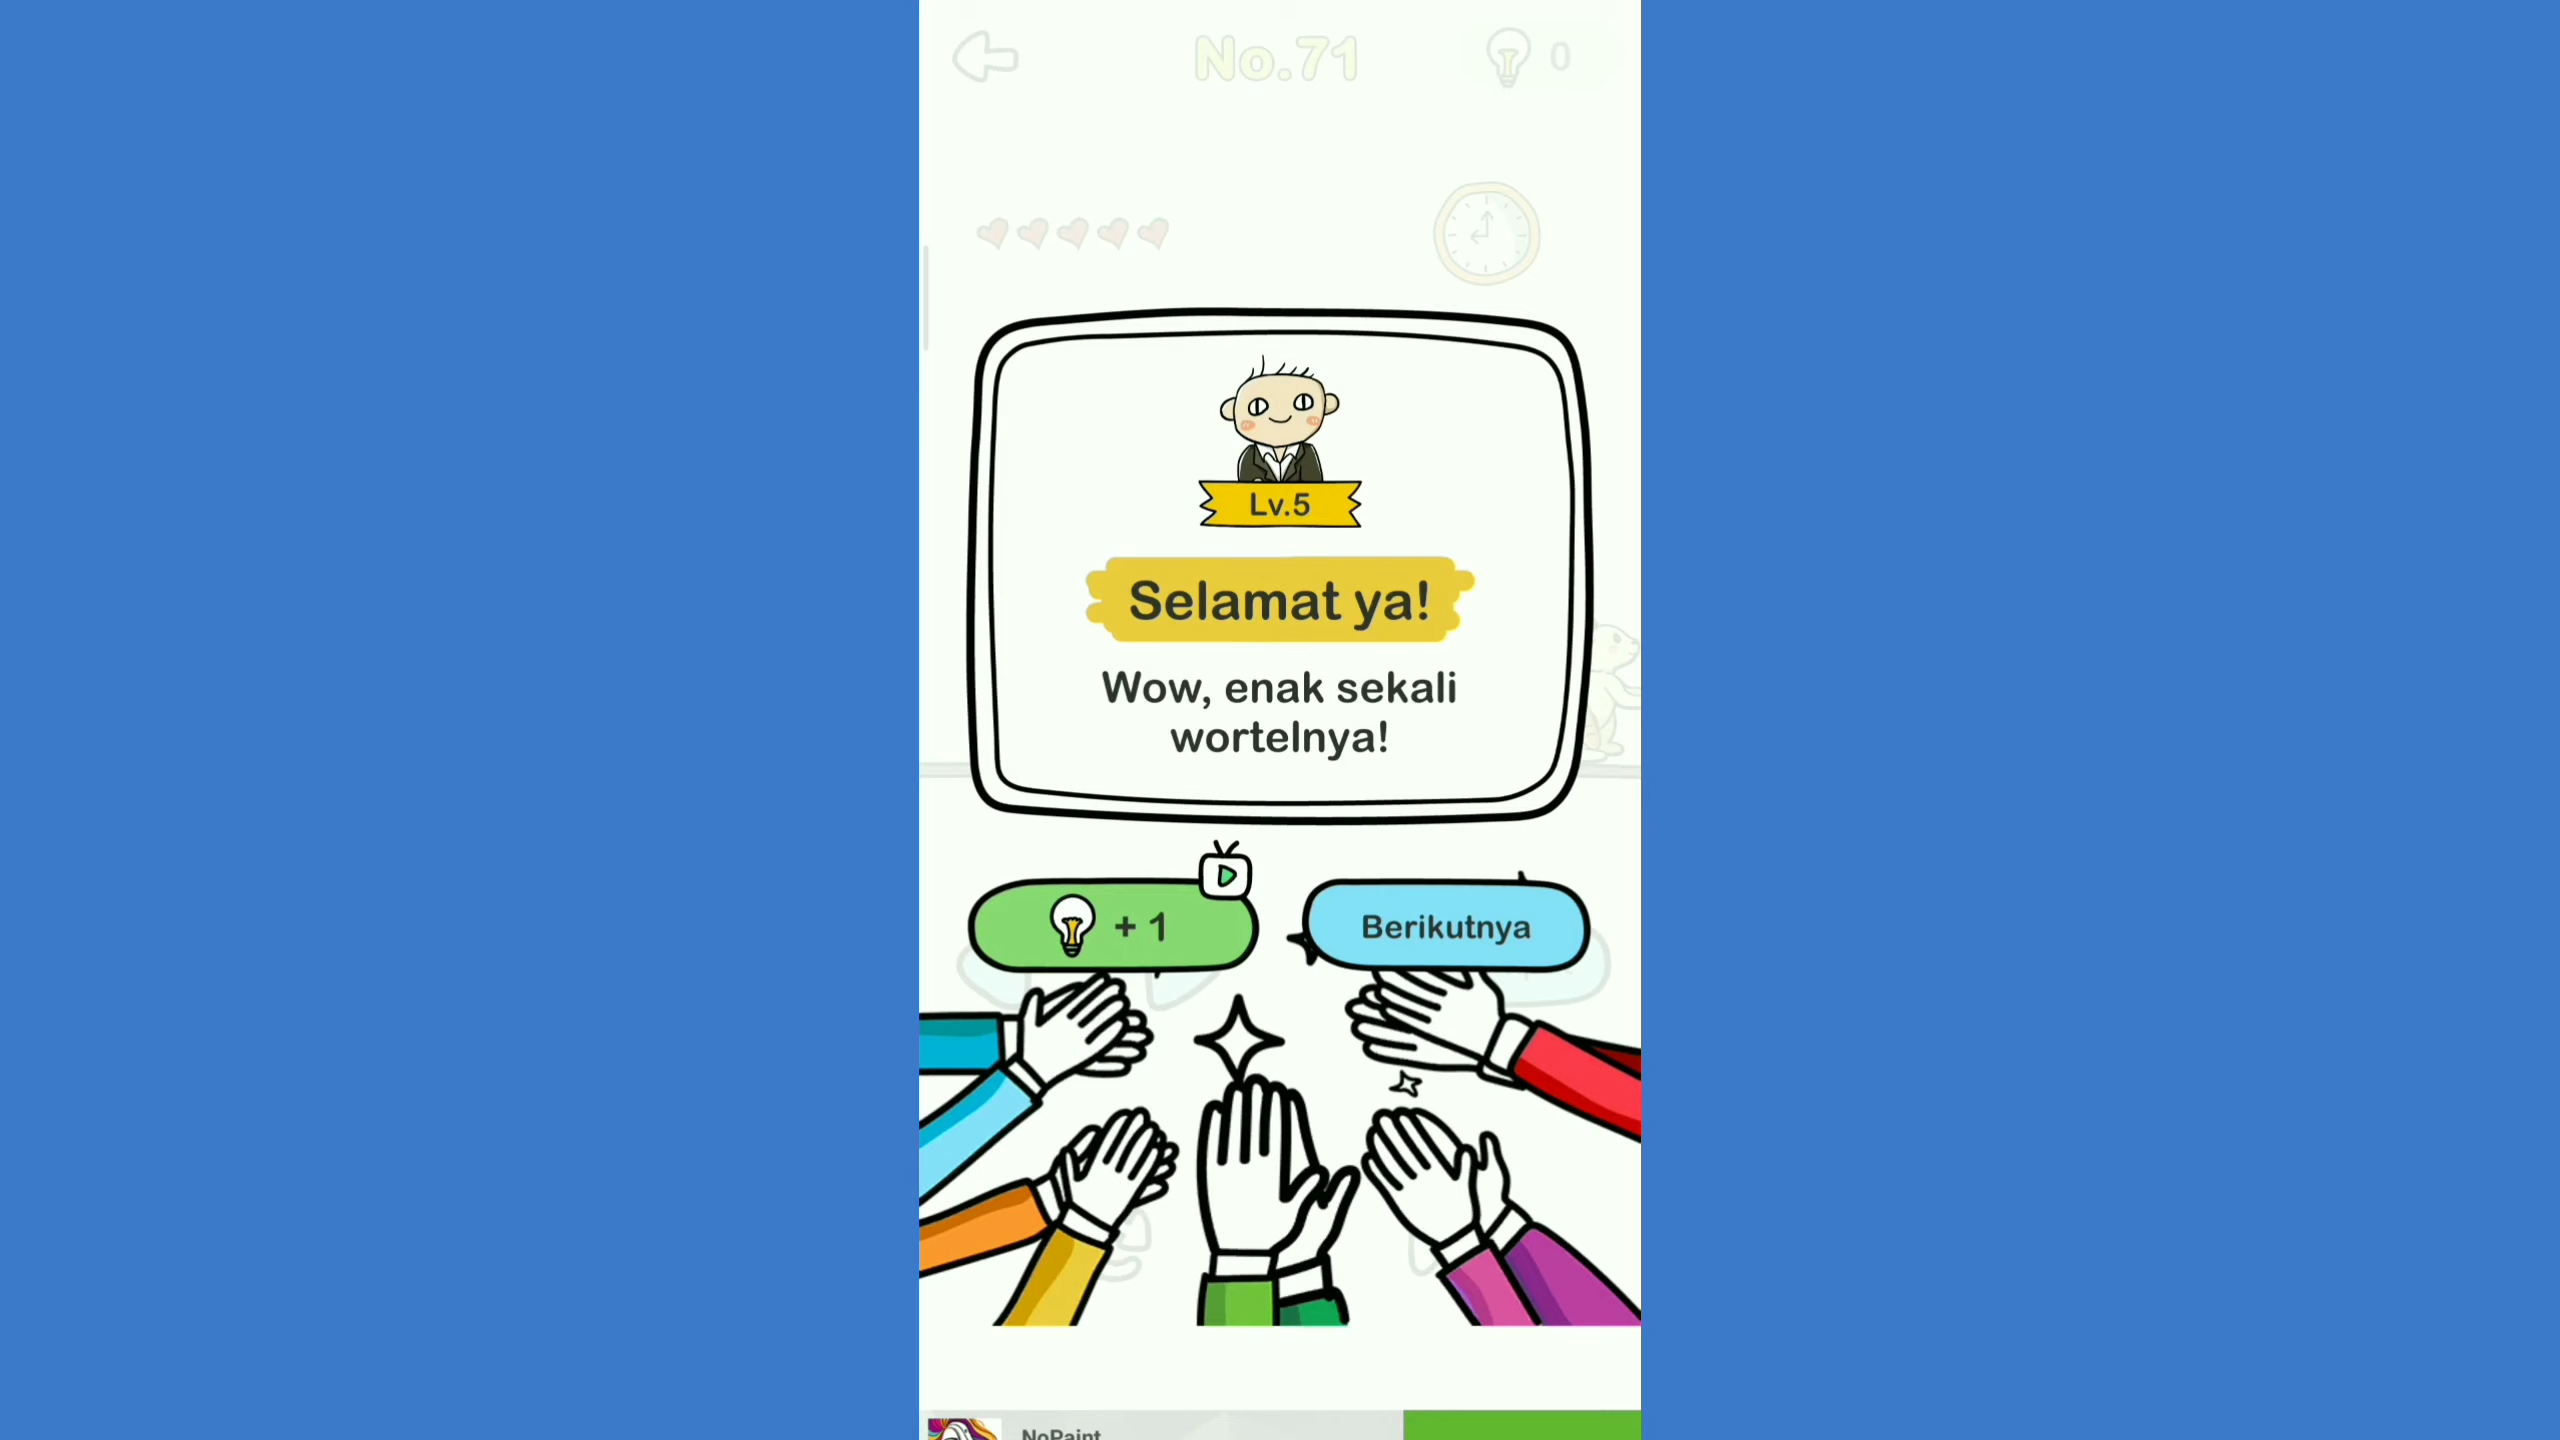 No.71
0
Lv.5
Selamat ya!
Wow, enak sekali
wortelnya!
+ 1
Berikutnya
NoPaint